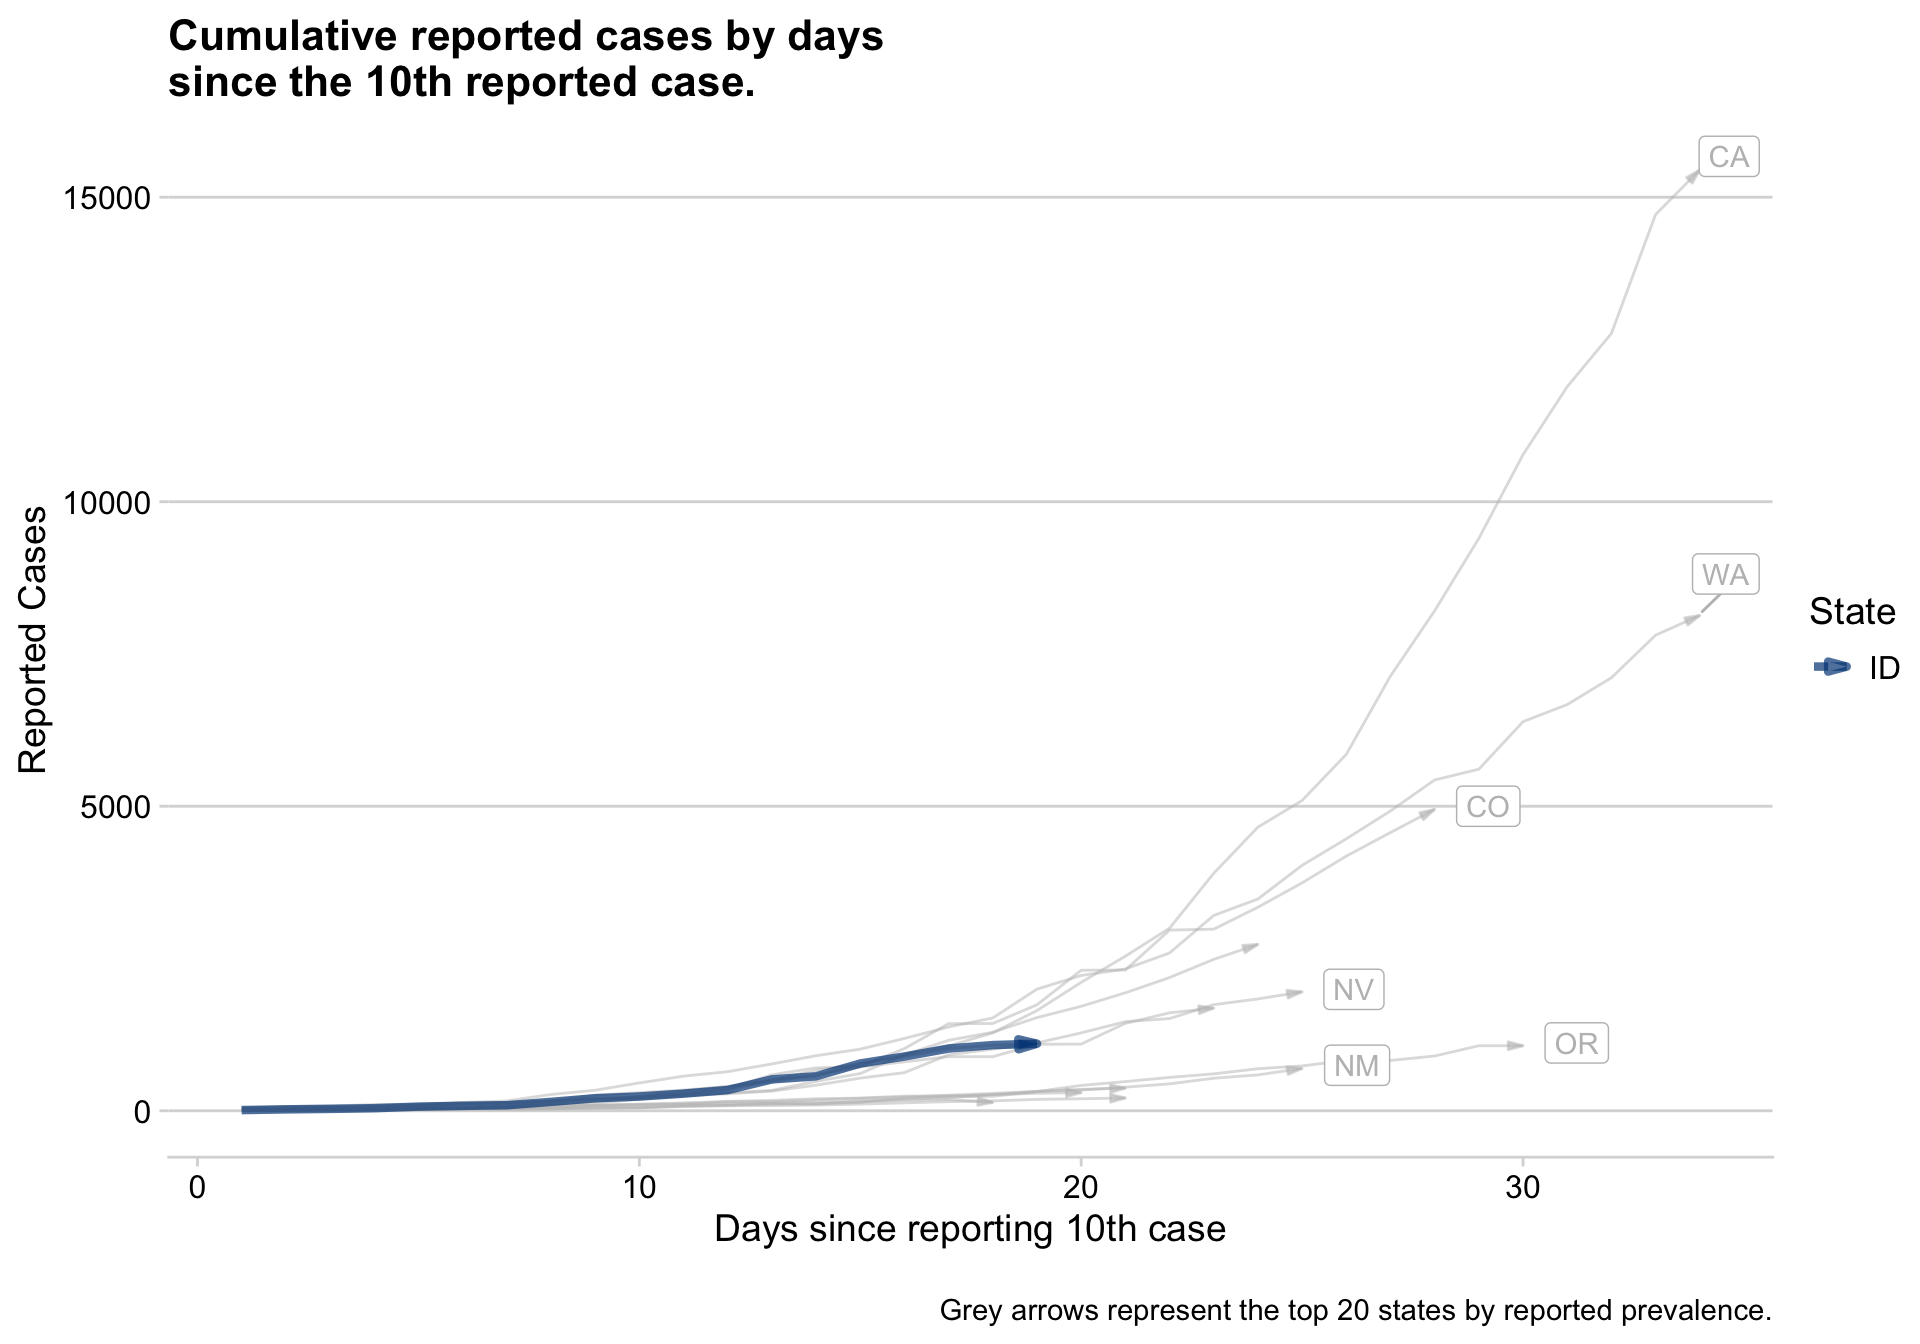 Cumulative reported cases by days
since the 10th reported case.
CA
15000
10000
WA
Reported Cases
State
ID
5000
CO
NV
OR
NM
0
0 10 20 30
Days since reporting 10th case
Grey arrows represent the top 20 states by reported prevalence.